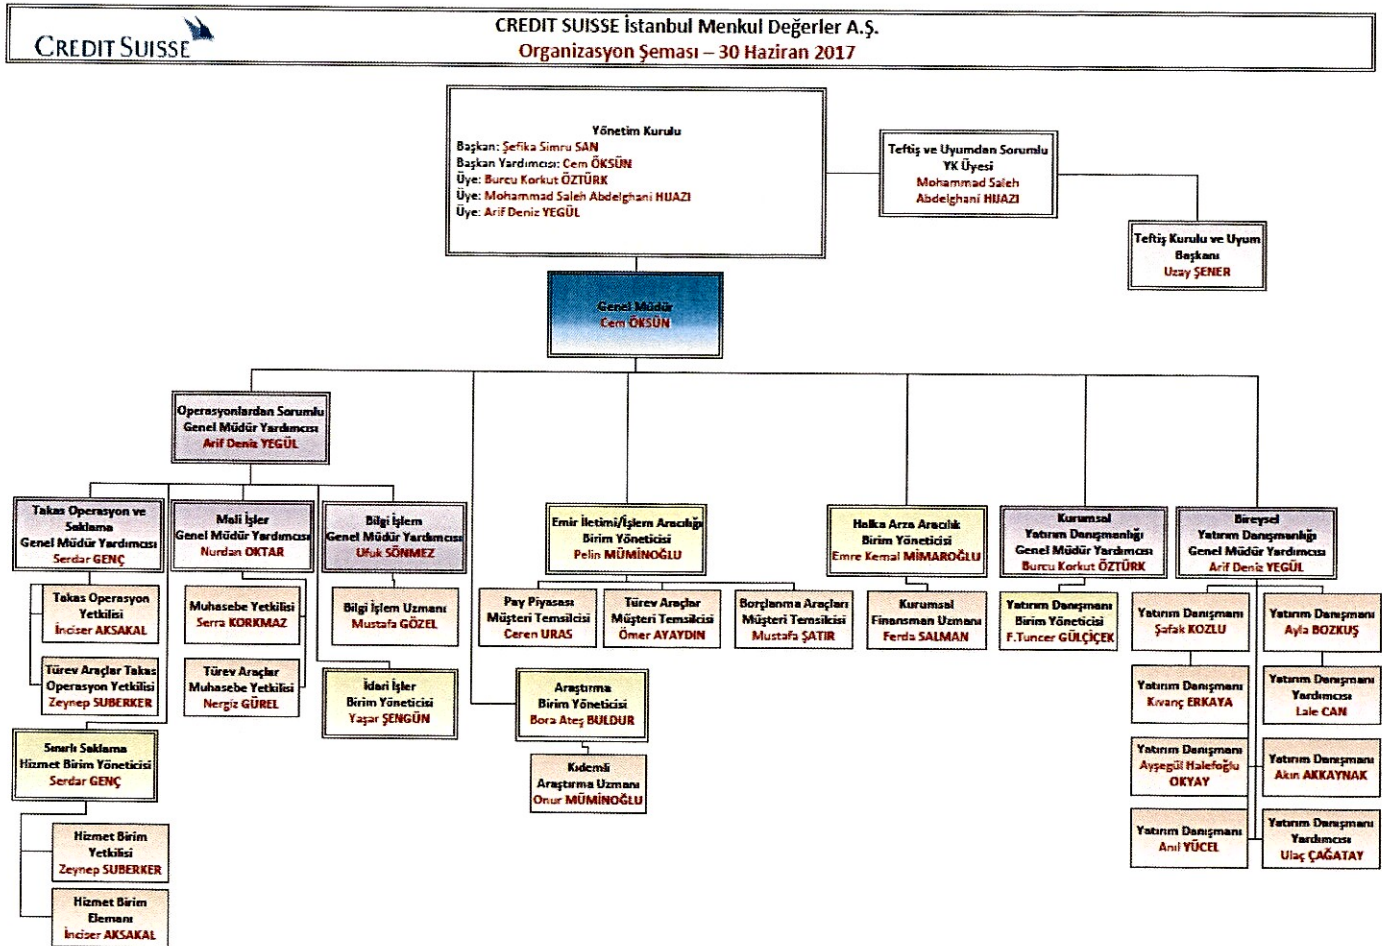 CREDIT SUISSE
CREDIT SUISSE İstanbul Menkul Değerler A.Ş.
Organizasyon Şeması – 30 Haziran 2017
Yönetim Kurulu
Başkan: Şefika Simru SAN
Başkan Yardımcısı: Cem ÖKSÜN
Üye: Burcu Korkut ÖZTÜRK
Üye: Mohammad Saleh Abdelghani HIJAZI
Üye: Arif Deniz YEGÜL
Teftiş ve Uyumdan Sorumlu
YK Üyesi
Mohammad Saleh
Abdelghani HIJAZI
Teftiş Kurulu ve Uyum
Başkanı
Uzay ŞENER
Genel Müdür
Cem ÖKSÜN
Operasyonlardan Sorumlu
Genel Müdür Yardımcısı
Arif Deniz YEGÜL
Takas Operasyon ve
Saklama
Genel Müdür Yardımcısı
Serdar GENÇ
Mali İşler
Genel Müdür Yardımcısı
Nurdan OKTAR
Bilgi İşlem
Genel Müdür Yardımcısı
Ufuk SÖNMEZ
Emir İletimi/İşlem Aracılığı
Birim Yöneticisi
Pelin MÜMİNOĞLU
Halka Arza Aracılık
Birim Yöneticisi
Emre Kemal MİMAROĞLU
Kurumsal
Yatırım Danışmanlığı
Genel Müdür Yardımcısı
Burcu Korkut ÖZTÜRK
Bireysel
Yatırım Danışmanlığı
Genel Müdür Yardımcısı
Arif Deniz YEGÜL
Takas Operasyon
Yetkilisi
İnciser AKSAKAL
Muhasebe Yetkilisi
Serra KORKMAZ
Bilgi İşlem Uzmanı
Mustafa GÖZEL
Pay Piyasası
Müşteri Temsilcisi
Ceren URAS
Türev Araçlar
Müşteri Temsilcisi
Ömer AYAYDIN
Borçlanma Araçları
Müşteri Temsilcisi
Mustafa ŞATIR
Kurumsal
Finansman Uzmanı
Ferda SALMAN
Yatırım Danışmanı
Birim Yöneticisi
F.Tuncer GÜLÇİÇEK
Yatırım Danışmanı
Şafak KOZLU
Yatırım Danışmanı
Ayla BOZKUŞ
Türev Araçlar Takas
Operasyon Yetkilisi
Zeynep SUBERKER
Türev Araçlar
Muhasebe Yetkilisi
Nergiz GÜREL
İdari İşler
Birim Yöneticisi
Yaşar ŞENGÜN
Araştırma
Birim Yöneticisi
Bora Ateş BULDUR
Yatırım Danışmanı
Kıvanç ERKAYA
Yatırım Danışmanı
Yardımcısı
Lale CAN
Sınırlı Saklama
Hizmet Birim Yöneticisi
Serdar GENÇ
Kıdemli
Araştırma Uzmanı
Onur MÜMİNOĞLU
Yatırım Danışmanı
Ayşegül Halefoğlu
OKYAY
Yatırım Danışmanı
Akın AKKAYNAK
Hizmet Birim
Yetkilisi
Zeynep SUBERKER
Yatırım Danışmanı
Anıl YÜCEL
Yatırım Danışmanı
Yardımcısı
Ulaç ÇAĞATAY
Hizmet Birim
Elemanı
İnciser AKSAKAL